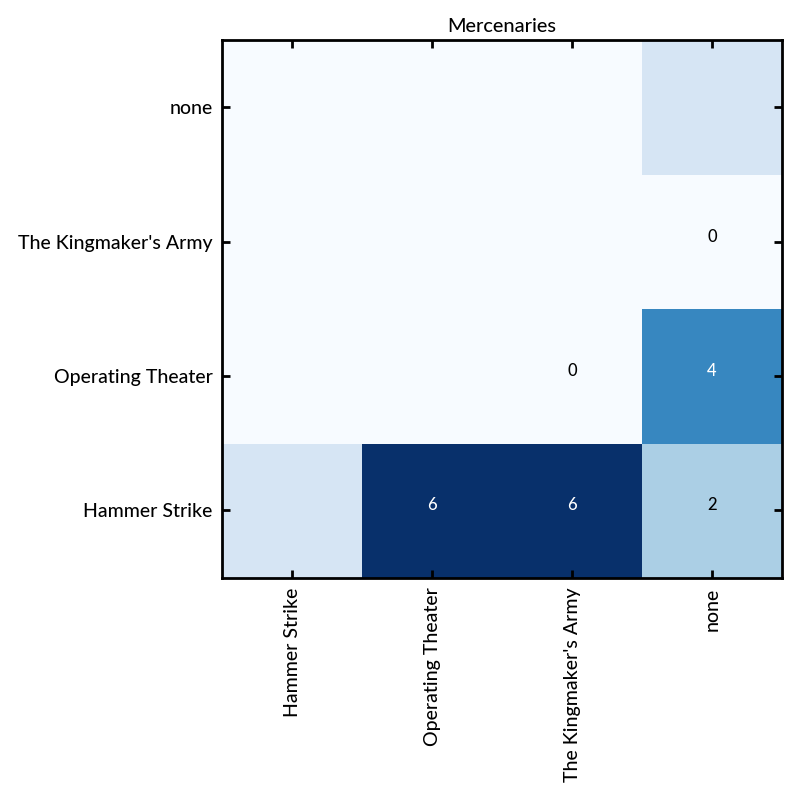 Mercenaries
none
The Kingmaker's Army
0
Operating Theater
0
4
Hammer Strike
6
6
2
Hammer Strike
Operating Theater
The Kingmaker's Army
none